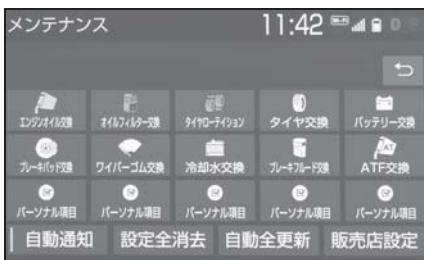 メンテナンス 11:42 Wi-Fi 0
エンジンオイル交換 オイルフィルター交換 タイヤローテイション タイヤ交換 バッテリー交換
ブレーキパッド交換 ワイパーゴム交換 冷却水交換 ブレーキフルード交換 ATF交換
パーソナル項目 パーソナル項目 パーソナル項目 パーソナル項目 パーソナル項目
自動通知 設定全消去 自動全更新 販売店設定